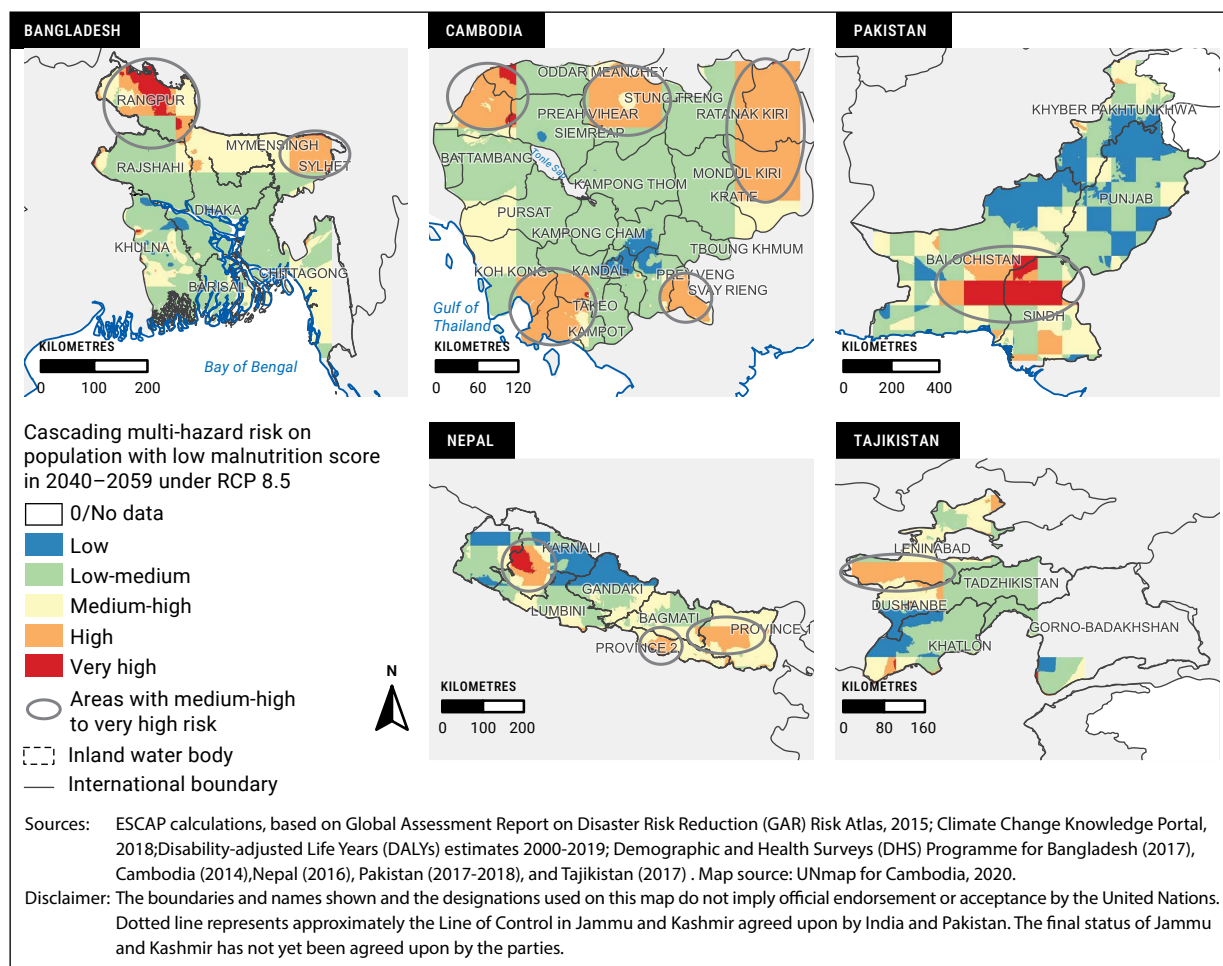 BANGLADESH
RANGPUR
MYMENSINGH
SYLHET
RAJSHAHI
DHAKA
KHULNA
CHITTAGONG
BARISAL
KILOMETRES
0 100 200
Bay of Bengal
CAMBODIA
ODDAR MEANCHEY
STUNG TRENG
PREAH VIHEAR
RATANAK KIRI
SIEMREAP
BATTAMBANG
Tonle Sap
KAMPONG THOM
MONDUL KIRI
KRATIE
PURSAT
KAMPONG CHAM
TBOUNG KHMUM
KOH KONG
KANDAL
PREY VENG
SVAY RIENG
Gulf of
Thailand
TAKEO
KAMPOT
KILOMETRES
0 60 120
PAKISTAN
KHYBER PAKHTUNKHWA
PUNJAB
BALOCHISTAN
SINDH
KILOMETRES
0 200 400
Cascading multi-hazard risk on
population with low malnutrition score
in 2040–2059 under RCP 8.5
0/No data
Low
Low-medium
Medium-high
High
Very high
Areas with medium-high
to very high risk
Inland water body
International boundary
N
NEPAL
KARNALI
GANDAKI
LUMBINI
BAGMATI
PROVINCE 1
PROVINCE 2
KILOMETRES
0 100 200
TAJIKISTAN
LENINABAD
TADZHIKISTAN
DUSHANBE
GORNO-BADAKHSHAN
KHATLON
KILOMETRES
0 80 160
Sources: ESCAP calculations, based on Global Assessment Report on Disaster Risk Reduction (GAR) Risk Atlas, 2015; Climate Change Knowledge Portal,
2018;Disability-adjusted Life Years (DALYs) estimates 2000-2019; Demographic and Health Surveys (DHS) Programme for Bangladesh (2017),
Cambodia (2014),Nepal (2016), Pakistan (2017-2018), and Tajikistan (2017) . Map source: UNmap for Cambodia, 2020.
Disclaimer: The boundaries and names shown and the designations used on this map do not imply official endorsement or acceptance by the United Nations.
Dotted line represents approximately the Line of Control in Jammu and Kashmir agreed upon by India and Pakistan. The final status of Jammu
and Kashmir has not yet been agreed upon by the parties.